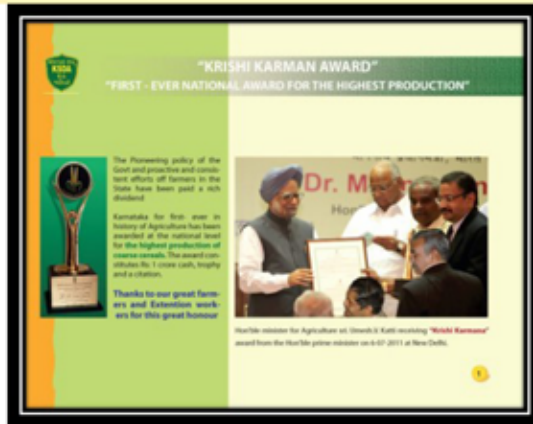 KSDA
"KRISHI KARMAN AWARD"
"FIRST - EVER NATIONAL AWARD FOR THE HIGHEST PRODUCTION"
The Pioneering policy of the
Govt and proactive and consis-
tent efforts off farmers in the
State have been paid a rich
dividend
Karnataka for first- ever in
history of Agriculture has been
awarded at the national level
for the highest production of
coarse cereals. The award con-
stitutes Rs. 1 crore cash, trophy
and a citation.
Thanks to our great farm-
ers and Extention work-
ers for this great honour
Dr. M
Hon'
Hon'ble minister for Agriculture sri. Umesh.V. Katti receiving "Krishi Karmana"
award from the Hon'ble prime minister on 6-07-2011 at New Delhi.
1